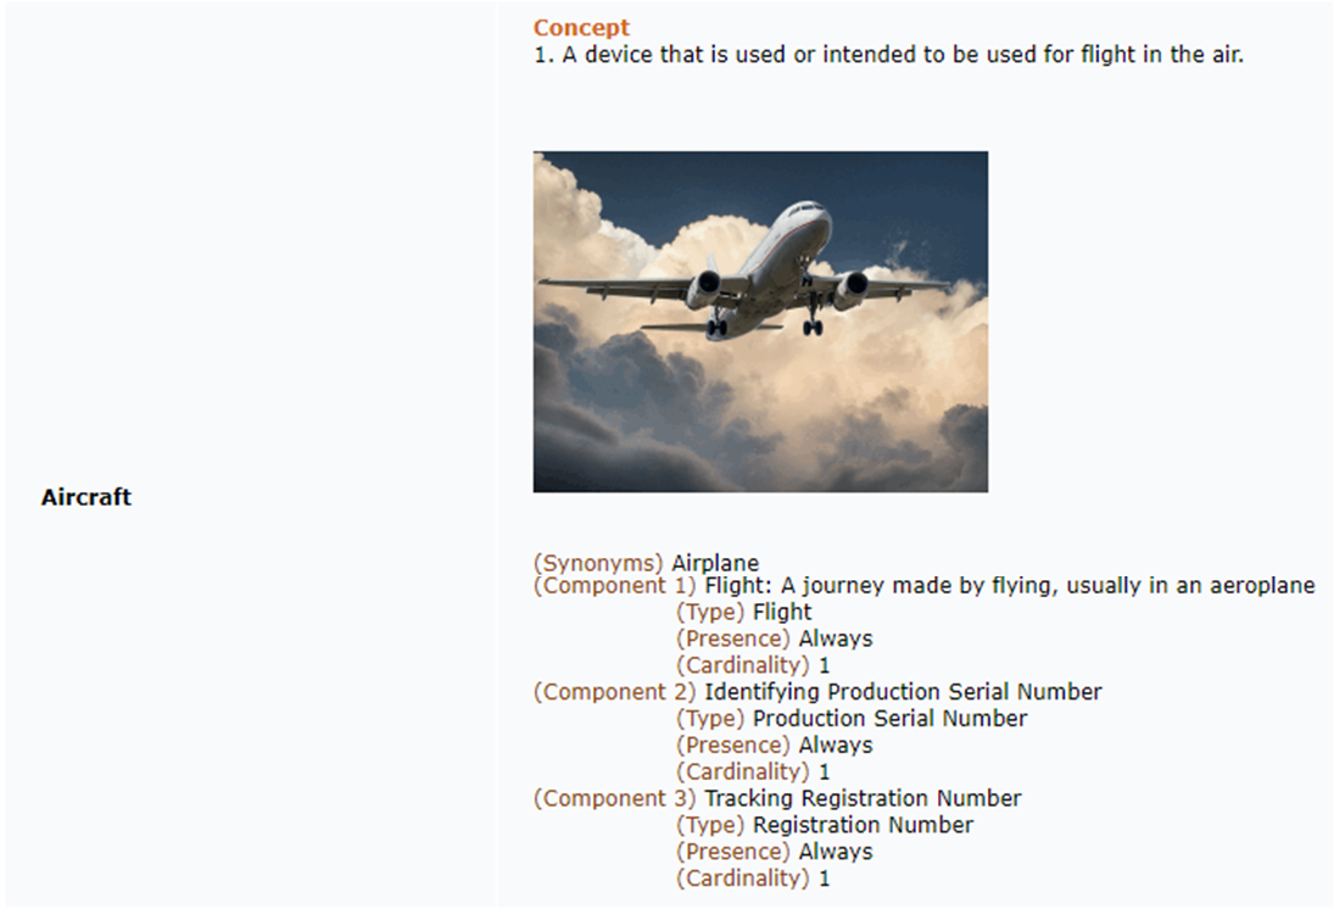 Concept
1. A device that is used or intended to be used for flight in the air.
Aircraft
(Synonyms) Airplane
(Component 1) Flight: A journey made by flying, usually in an aeroplane
(Type) Flight
(Presence) Always
(Cardinality) 1
(Component 2) Identifying Production Serial Number
(Type) Production Serial Number
(Presence) Always
(Cardinality) 1
(Component 3) Tracking Registration Number
(Type) Registration Number
(Presence) Always
(Cardinality) 1